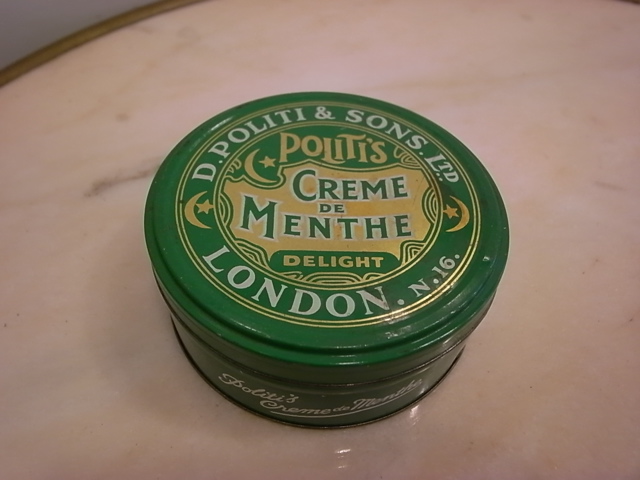 D. POLITI & SONS LTD.
POLITI'S
CREME
DE
MENTHE
DELIGHT
LONDON. N.16.
Politi's
Creme de Menthe